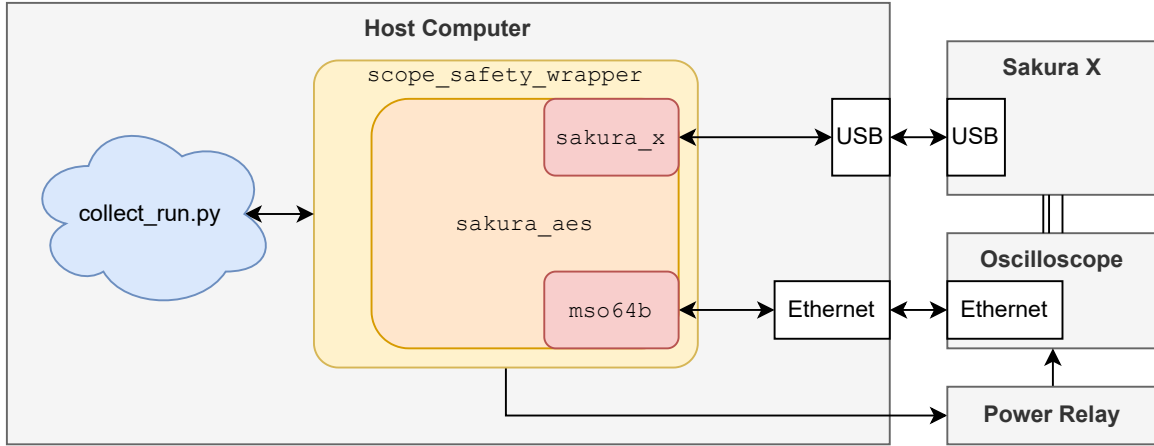 Host Computer
scope_safety_wrapper
sakura_x
sakura_aes
mso64b
collect_run.py
USB
USB
Sakura X
Oscilloscope
Ethernet
Ethernet
Power Relay